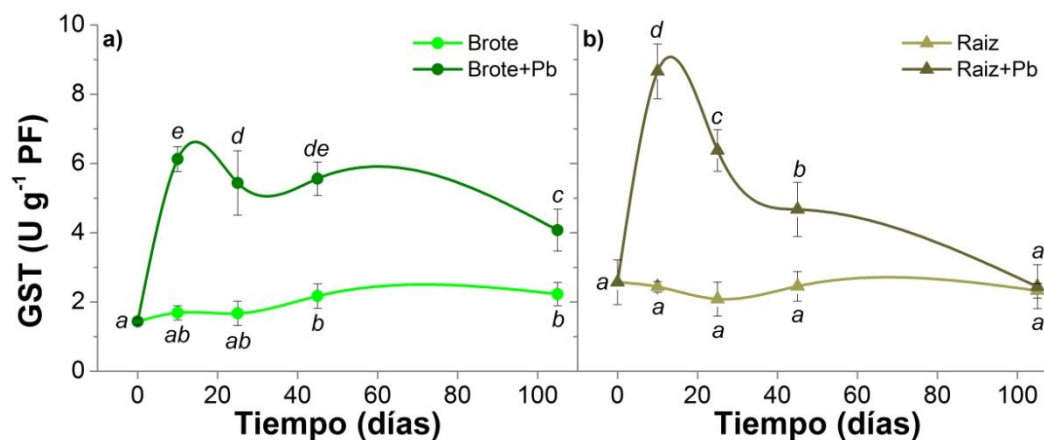 GST (U g⁻¹ PF)
10
8
6
4
2
0
a)
Brote
Brote+Pb
e
d
de
c
a
ab
ab
b
b
0 20 40 60 80 100
Tiempo (días)
b)
Raiz
Raiz+Pb
d
c
b
a
a
a
a
a
a
0 20 40 60 80 100
Tiempo (días)